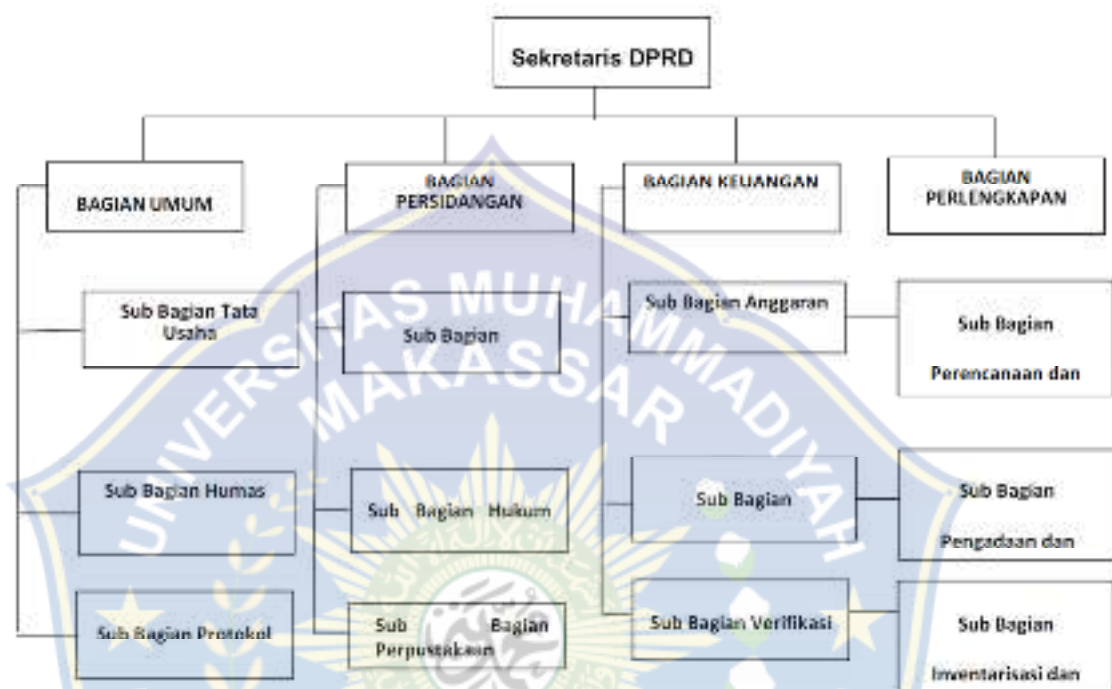 Sekretaris DPRD
BAGIAN UMUM
BAGIAN
PERSIDANGAN
BAGIAN KEUANGAN
BAGIAN
PERLENGKAPAN
Sub Bagian Tata
Usaha
Sub Bagian
Sub Bagian Anggaran
Sub Bagian
Perencanaan dan
Sub Bagian Humas
Sub Bagian Hukum
Sub Bagian
Sub Bagian
Pengadaan dan
Sub Bagian Protokol
Sub Bagian
Perpustakaan
Sub Bagian Verifikasi
Sub Bagian
Inventarisasi dan
UNIVERSITAS MUHAMMADIYAH
MAKASSAR